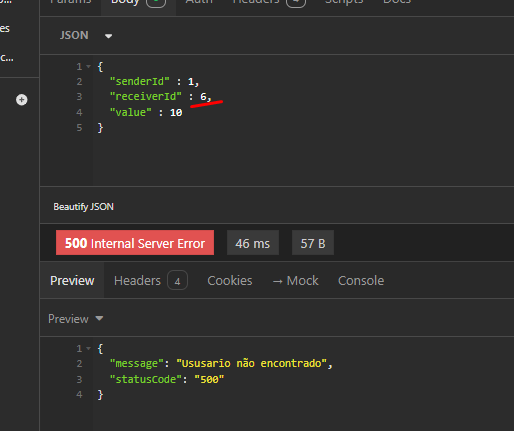 Params Body Auth Headers 4 Scripts Docs
es
c...
JSON
1 {
2 "senderId" : 1,
3 "receiverId" : 6,
4 "value" : 10
5 }
Beautify JSON
500 Internal Server Error 46 ms 57 B
Preview Headers 4 Cookies → Mock Console
Preview
1 {
2 "message": "Ususario não encontrado",
3 "statusCode": "500"
4 }